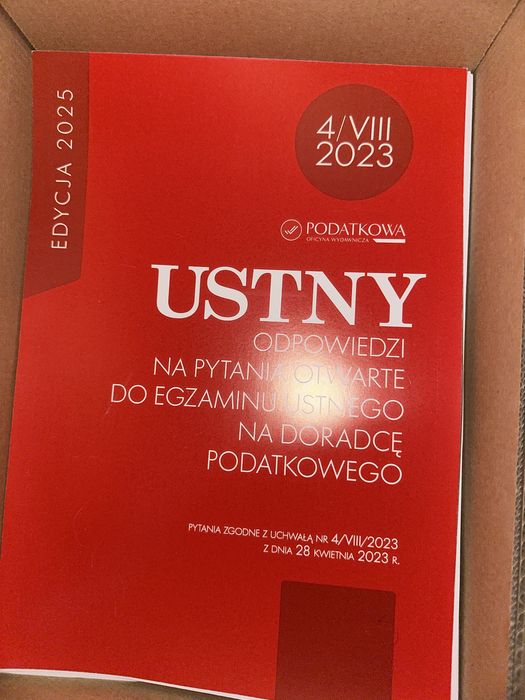 EDYCJA 2025
4/VIII
2023
PODATKOWA
OFICYNA WYDAWNICZA
USTNY
ODPOWIEDZI
NA PYTANIA OTWARTE
DO EGZAMINU USTNEGO
NA DORADCĘ
PODATKOWEGO
PYTANIA ZGODNE Z UCHWAŁĄ NR 4/VIII/2023
Z DNIA 28 KWIETNIA 2023 R.